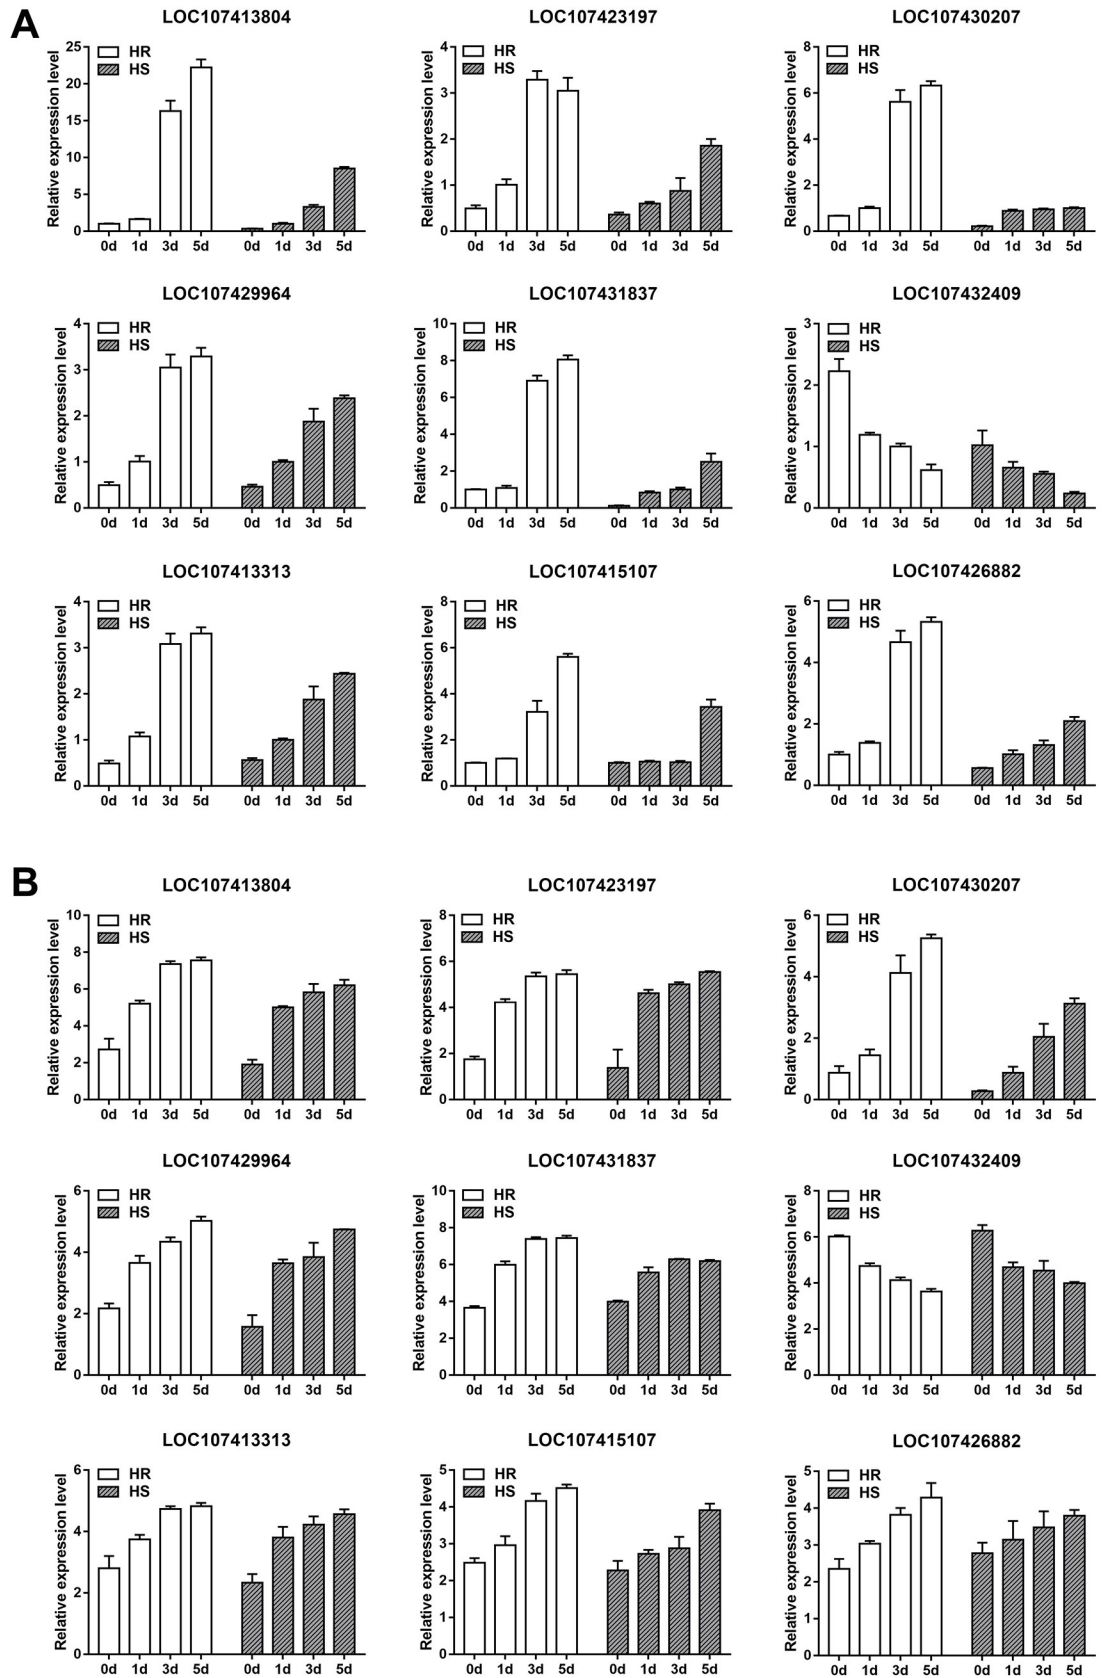 A
LOC107413804
Relative expression level
HR
HS
25
20
15
10
5
0
0d 1d 3d 5d 0d 1d 3d 5d
LOC107423197
Relative expression level
HR
HS
4
3
2
1
0
0d 1d 3d 5d 0d 1d 3d 5d
LOC107430207
Relative expression level
HR
HS
8
6
4
2
0
0d 1d 3d 5d 0d 1d 3d 5d
LOC107429964
Relative expression level
HR
HS
4
3
2
1
0
0d 1d 3d 5d 0d 1d 3d 5d
LOC107431837
Relative expression level
HR
HS
10
8
6
4
2
0
0d 1d 3d 5d 0d 1d 3d 5d
LOC107432409
Relative expression level
HR
HS
3
2
1
0
0d 1d 3d 5d 0d 1d 3d 5d
LOC107413313
Relative expression level
HR
HS
4
3
2
1
0
0d 1d 3d 5d 0d 1d 3d 5d
LOC107415107
Relative expression level
HR
HS
8
6
4
2
0
0d 1d 3d 5d 0d 1d 3d 5d
LOC107426882
Relative expression level
HR
HS
6
4
2
0
0d 1d 3d 5d 0d 1d 3d 5d
B
LOC107413804
Relative expression level
HR
HS
10
8
6
4
2
0
0d 1d 3d 5d 0d 1d 3d 5d
LOC107423197
Relative expression level
HR
HS
8
6
4
2
0
0d 1d 3d 5d 0d 1d 3d 5d
LOC107430207
Relative expression level
HR
HS
6
4
2
0
0d 1d 3d 5d 0d 1d 3d 5d
LOC107429964
Relative expression level
HR
HS
6
4
2
0
0d 1d 3d 5d 0d 1d 3d 5d
LOC107431837
Relative expression level
HR
HS
10
8
6
4
2
0
0d 1d 3d 5d 0d 1d 3d 5d
LOC107432409
Relative expression level
HR
HS
8
6
4
2
0
0d 1d 3d 5d 0d 1d 3d 5d
LOC107413313
Relative expression level
HR
HS
6
4
2
0
0d 1d 3d 5d 0d 1d 3d 5d
LOC107415107
Relative expression level
HR
HS
5
4
3
2
1
0
0d 1d 3d 5d 0d 1d 3d 5d
LOC107426882
Relative expression level
HR
HS
5
4
3
2
1
0
0d 1d 3d 5d 0d 1d 3d 5d